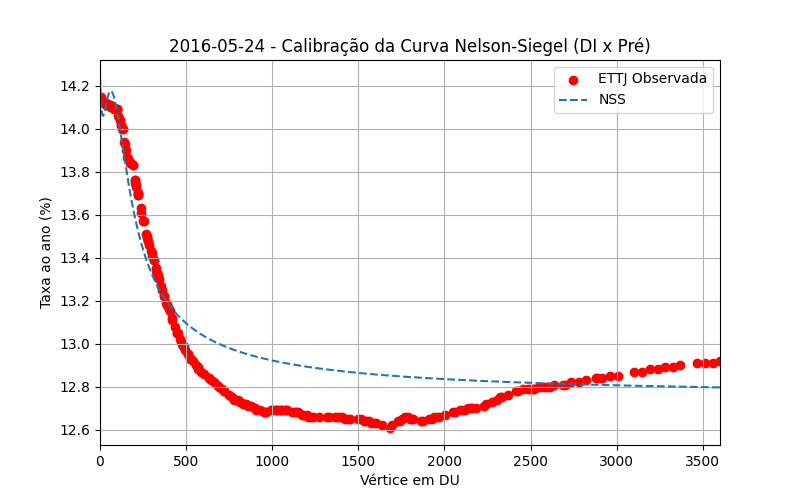 2016-05-24 - Calibração da Curva Nelson-Siegel (DI x Pré)
ETTJ Observada
NSS
Taxa ao ano (%)
14.2
14.0
13.8
13.6
13.4
13.2
13.0
12.8
12.6
0 500 1000 1500 2000 2500 3000 3500
Vértice em DU